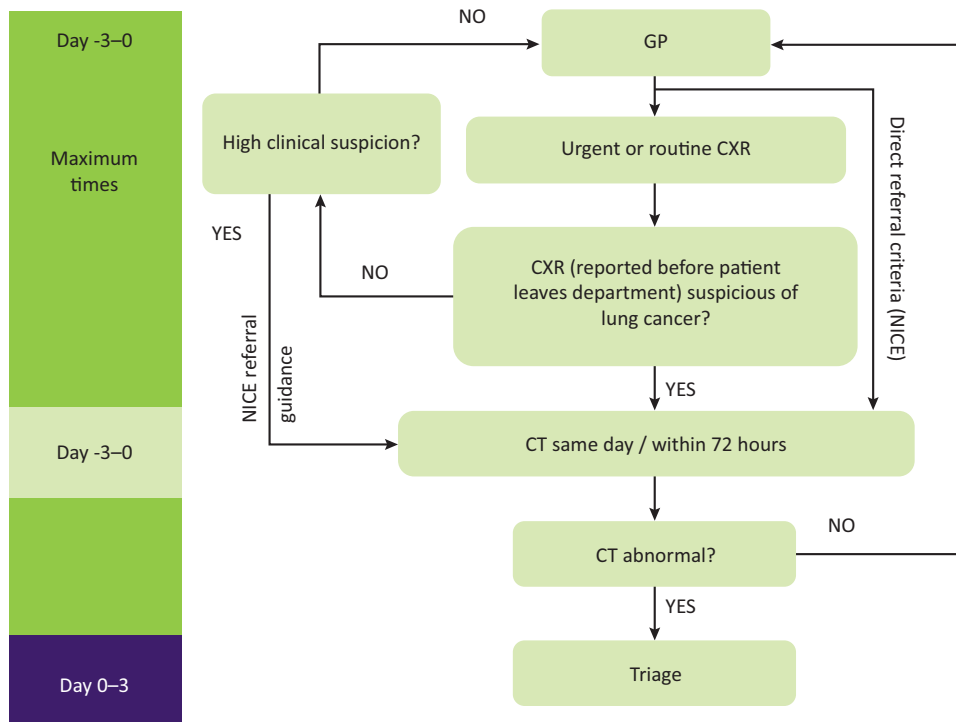 Day -3–0
Maximum
times
Day -3–0
Day 0–3
NO
GP
High clinical suspicion?
Urgent or routine CXR
Direct referral criteria (NICE)
YES
NO
CXR (reported before patient
leaves department) suspicious of
lung cancer?
NICE referral
guidance
YES
CT same day / within 72 hours
NO
CT abnormal?
YES
Triage